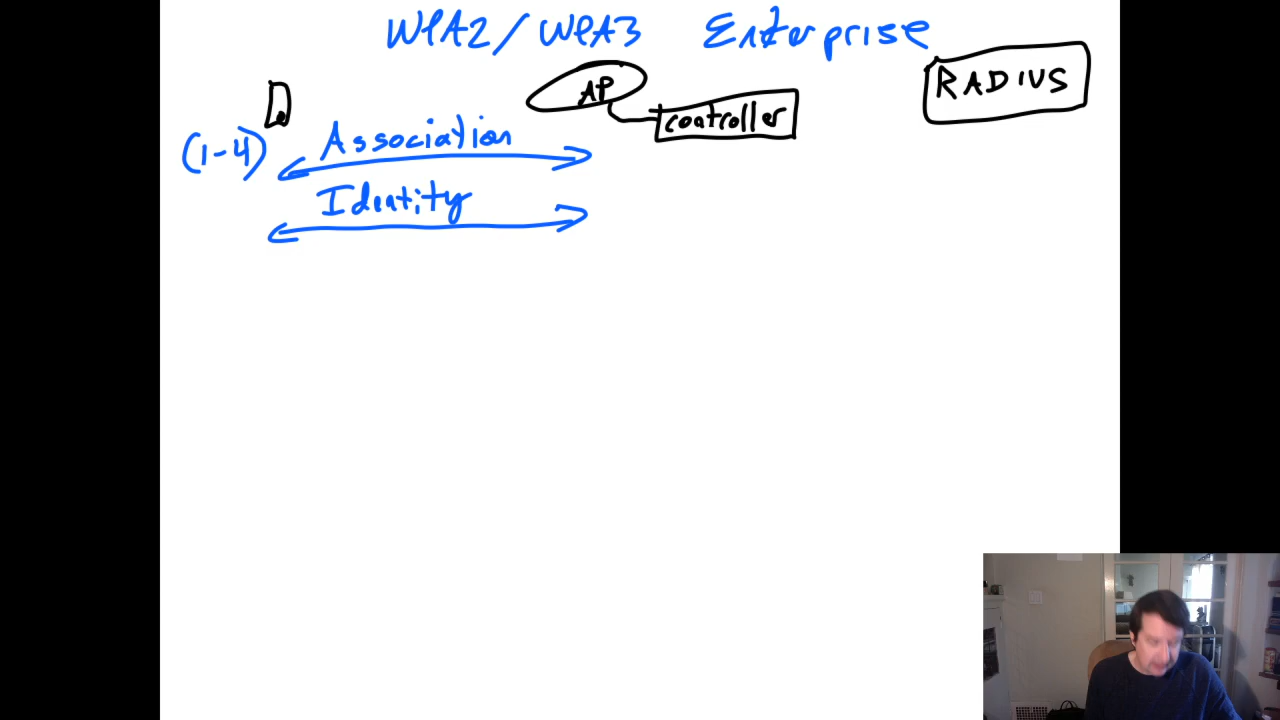 WPA2/WPA3 Enterprise
AP
RADIUS
controller
(1-4) Association
Identity